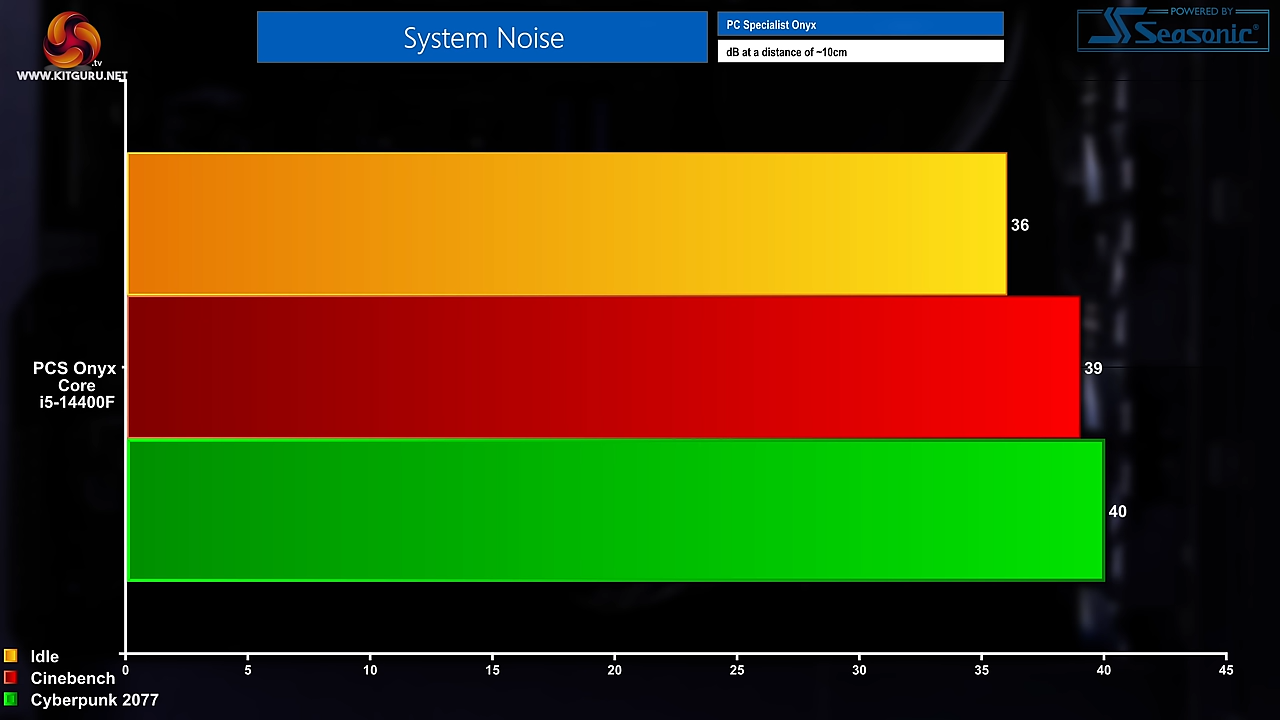 System Noise
PC Specialist Onyx
dB at a distance of ~10cm
POWERED BY
Seasonic®
.tv
WWW.KITGURU.NET
36
39
40
PCS Onyx
Core
i5-14400F
0 5 10 15 20 25 30 35 40 45
Idle
Cinebench
Cyberpunk 2077